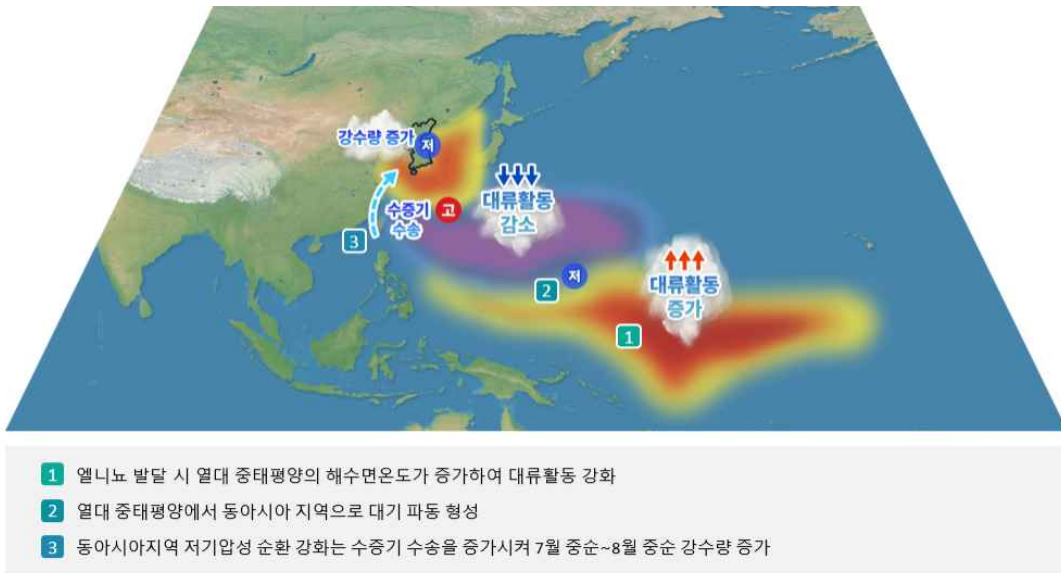 강수량 증가
저
대류활동
감소
수증기
수송
고
3
대류활동
증가
저
2
1
1 엘니뇨 발달 시 열대 중태평양의 해수면온도가 증가하여 대류활동 강화
2 열대 중태평양에서 동아시아 지역으로 대기 파동 형성
3 동아시아지역 저기압성 순환 강화는 수증기 수송을 증가시켜 7월 중순~8월 중순 강수량 증가